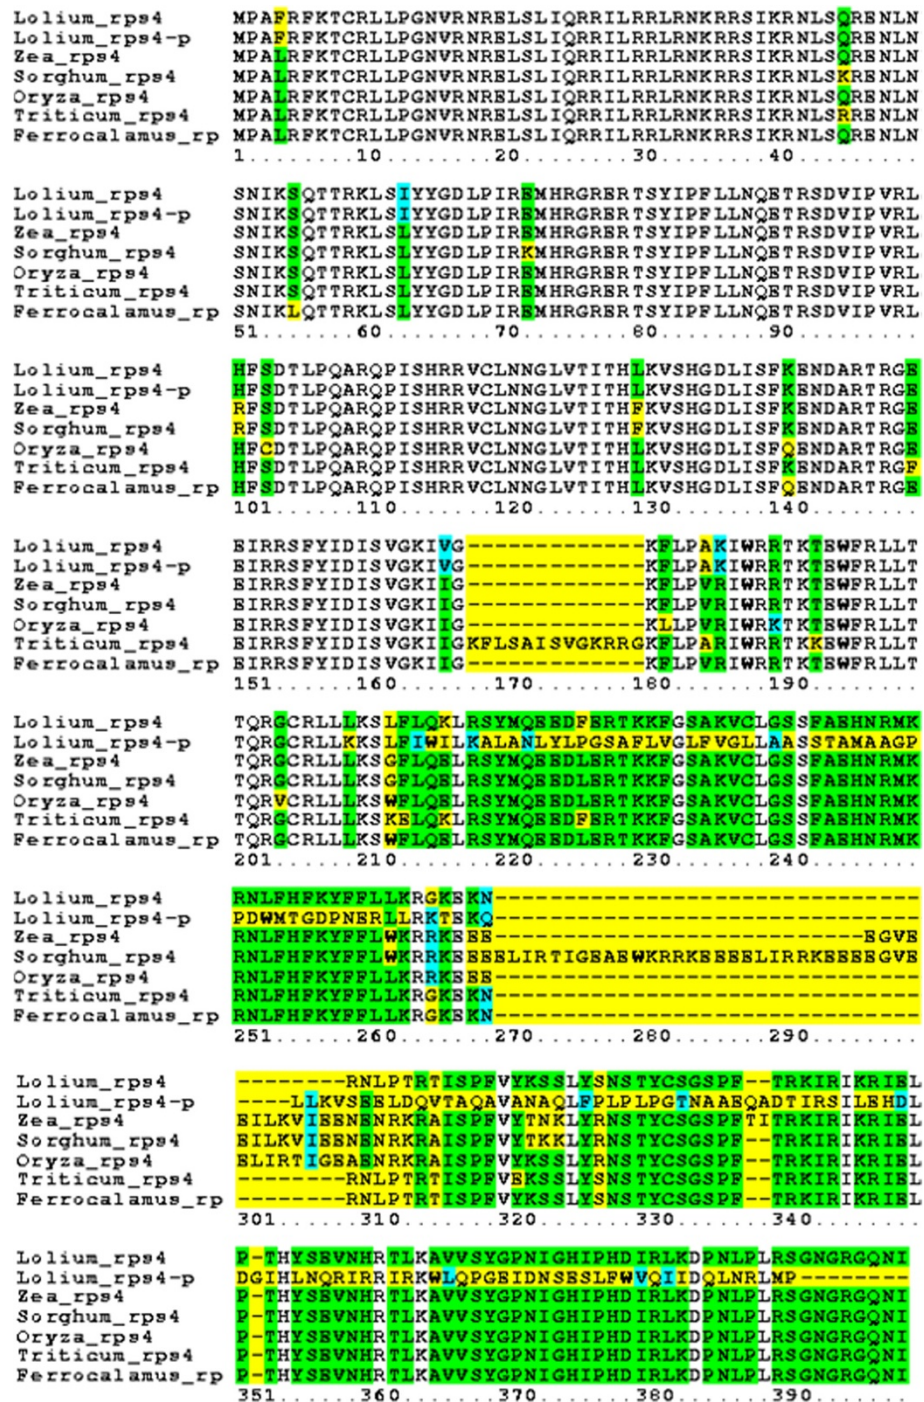 Lolium_rps4 MPAFRFKTCRLLPGNVRNRELSLIQRRILRRLRNKRRSIKRNLSQRENLN
Lolium_rps4-p MPAFRFKTCRLLPGNVRNRELSLIQRRILRRLRNKRRSIKRNLSQRENLN
Zea_rps4 MPALRFKTCRLLPGNVRNRELSLIQRRILRRLRNKRRSIKRNLSQRENLN
Sorghum_rps4 MPALRFKTCRLLPGNVRNRELSLIQRRILRRLRNKRRSIKRNLSKRENLN
Oryza_rps4 MPALRFKTCRLLPGNVRNRELSLIQRRILRRLRNKRRSIKRNLSQRENLN
Triticum_rps4 MPALRFKTCRLLPGNVRNRELSLIQRRILRRLRNKRRSIKRNLSRRENLN
Ferrocalamus_rp MPALRFKTCRLLPGNVRNRELSLIQRRILRRLRNKRRSIKRNLSQRENLN
1........10........20........30........40........
Lolium_rps4 SNIKSQTTRKLSIYYGDLPIREMHRGRERTSYIPFLLNQETRSDVIPVRL
Lolium_rps4-p SNIKSQTTRKLSIYYGDLPIREMHRGRERTSYIPFLLNQETRSDVIPVRL
Zea_rps4 SNIKSQTTRKLSLYYGDLPIREMHRGRERTSYIPFLLNQETRSDVIPVRL
Sorghum_rps4 SNIKSQTTRKLSLYYGDLPIRKMHRGRERTSYIPFLLNQETRSDVIPVRL
Oryza_rps4 SNIKSQTTRKLSLYYGDLPIREMHRGRERTSYIPFLLNQETRSDVIPVRL
Triticum_rps4 SNIKSQTTRKLSLYYGDLPIREMHRGRERTSYIPFLLNQETRSDVIPVRL
Ferrocalamus_rp SNIKLQTTRKLSLYYGDLPIREMHRGRERTSYIPFLLNQETRSDVIPVRL
51.......60........70........80........90........
Lolium_rps4 HFSDTLPQARQPISHRRVCLNNGLVTITHLKVSHGDLISFKENDARTRGE
Lolium_rps4-p HFSDTLPQARQPISHRRVCLNNGLVTITHLKVSHGDLISFKENDARTRGE
Zea_rps4 RFSDTLPQARQPISHRRVCLNNGLVTITHFKVSHGDLISFKENDARTRGE
Sorghum_rps4 RFSDTLPQARQPISHRRVCLNNGLVTITHFKVSHGDLISFKENDARTRGE
Oryza_rps4 HFCDTLPQARQPISHRRVCLNNGLVTITHLKVSHGDLISFQENDARTRGE
Triticum_rps4 HFSDTLPQARQPISHRRVCLNNGLVTITHLKVSHGDLISFKENDARTRGF
Ferrocalamus_rp HFSDTLPQARQPISHRRVCLNNGLVTITHLKVSHGDLISFQENDARTRGE
101......110.......120.......130.......140.......
Lolium_rps4 EIRRSFYIDISVGKIVG-------------KFLPAKIWRRTKTEWFRLLT
Lolium_rps4-p EIRRSFYIDISVGKIVG-------------KFLPAKIWRRTKTEWFRLLT
Zea_rps4 EIRRSFYIDISVGKIIG-------------KFLPVRIWRRTKTEWFRLLT
Sorghum_rps4 EIRRSFYIDISVGKIIG-------------KFLPVRIWRRTKTEWFRLLT
Oryza_rps4 EIRRSFYIDISVGKIIG-------------KLLPVRIWRKTKTEWFRLLT
Triticum_rps4 EIRRSFYIDISVGKIIGKFLSAISVGKRRGKFLPARIWRRTKKEWFRLLT
Ferrocalamus_rp EIRRSFYIDISVGKIIG-------------KFLPVRIWRRTKTEWFRLLT
151......160.......170.......180.......190.......
Lolium_rps4 TQRGCRLLLKSLFLQKLRSYMQEEDFERTKKFGSAKVCLGSSFAEHNRMK
Lolium_rps4-p TQRGCRLLKKSLFIWILKALANLYLPGSAFLVGLFVGLLAASSTAMAAGP
Zea_rps4 TQRGCRLLLKSGFLQELRSYMQEEDLERTKKFGSAKVCLGSSFAEHNRMK
Sorghum_rps4 TQRGCRLLLKSGFLQELRSYMQEEDLERTKKFGSAKVCLGSSFAEHNRMK
Oryza_rps4 TQRVCRLLLKSWFLQELRSYMQEEDLERTKKFGSAKVCLGSSFAEHNRMK
Triticum_rps4 TQRGCRLLLKSKELQKLRSYMQEEDFERTKKFGSAKVCLGSSFAEHNRMK
Ferrocalamus_rp TQRGCRLLLKSWFLQELRSYMQEEDLERTKKFGSAKVCLGSSFAEHNRMK
201......210.......220.......230.......240.......
Lolium_rps4 RNLFHFKYFFLLKRGKEKN-------------------------------
Lolium_rps4-p PDWMTGDPNERLLRKTEKQ-------------------------------
Zea_rps4 RNLFHFKYFFLWKRRKEEE---------------------------EGVE
Sorghum_rps4 RNLFHFKYFFLWKRRKEEEELIRTIGEAEWKRRKEEEELIRRKEEEEGVE
Oryza_rps4 RNLFHFKYFFLLKRRKEEE-------------------------------
Triticum_rps4 RNLFHFKYFFLLKRGKEKN-------------------------------
Ferrocalamus_rp RNLFHFKYFFLLKRGKEKN-------------------------------
251......260.......270.......280.......290.......
Lolium_rps4 --------RNLPTRTISPFVYKSSLYSNSTYCSGSPF--TRKIRIKRIEL
Lolium_rps4-p ----LLKVSEELDQVTAQAVANAQLFPLPLPGTNAAEQADTIRSILEHDL
Zea_rps4 EILKVIEENENRKRAISPFVYTNKLYRNSTYCSGSPFTITRKIRIKRIEL
Sorghum_rps4 EILKVIEENENRKRAISPFVYTKKLYRNSTYCSGSPF--TRKIRIKRIEL
Oryza_rps4 ELIRTIGEAENRKRAISPFVYKSSLYRNSTYCSGSPF--TRKIRIKRIEL
Triticum_rps4 --------RNLPTRTISPFVEKSSLYSNSTYCSGSPF--TRKIRIKRIEL
Ferrocalamus_rp --------RNLPTRTISPFVYKSSLYSNSTYCSGSPF--TRKIRIKRIEL
301......310.......320.......330.......340.......
Lolium_rps4 P-THYSEVNHRTLKAVVSYGPNIGHIPHDIRLKDPNLPLRSGNGRGQNI
Lolium_rps4-p DGIHLNQRIRRIRKWLQPGEIDNSESLFWVQIIDQLNRLMP--------
Zea_rps4 P-THYSEVNHRTLKAVVSYGPNIGHIPHDIRLKDPNLPLRSGNGRGQNI
Sorghum_rps4 P-THYSEVNHRTLKAVVSYGPNIGHIPHDIRLKDPNLPLRSGNGRGQNI
Oryza_rps4 P-THYSEVNHRTLKAVVSYGPNIGHIPHDIRLKDPNLPLRSGNGRGQNI
Triticum_rps4 P-THYSEVNHRTLKAVVSYGPNIGHIPHDIRLKDPNLPLRSGNGRGQNI
Ferrocalamus_rp P-THYSEVNHRTLKAVVSYGPNIGHIPHDIRLKDPNLPLRSGNGRGQNI
351......360.......370.......380.......390.......